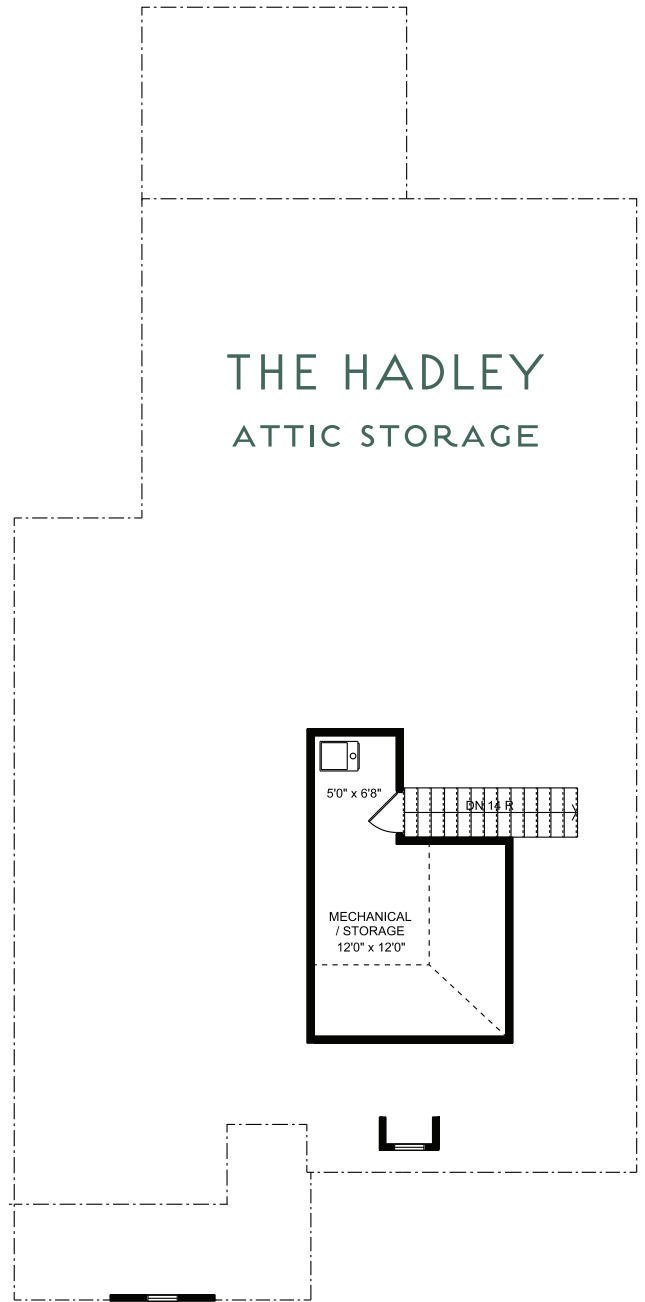 THE HADLEY
ATTIC STORAGE
5'0" x 6'8"
DN 14 R
MECHANICAL
/ STORAGE
12'0" x 12'0"